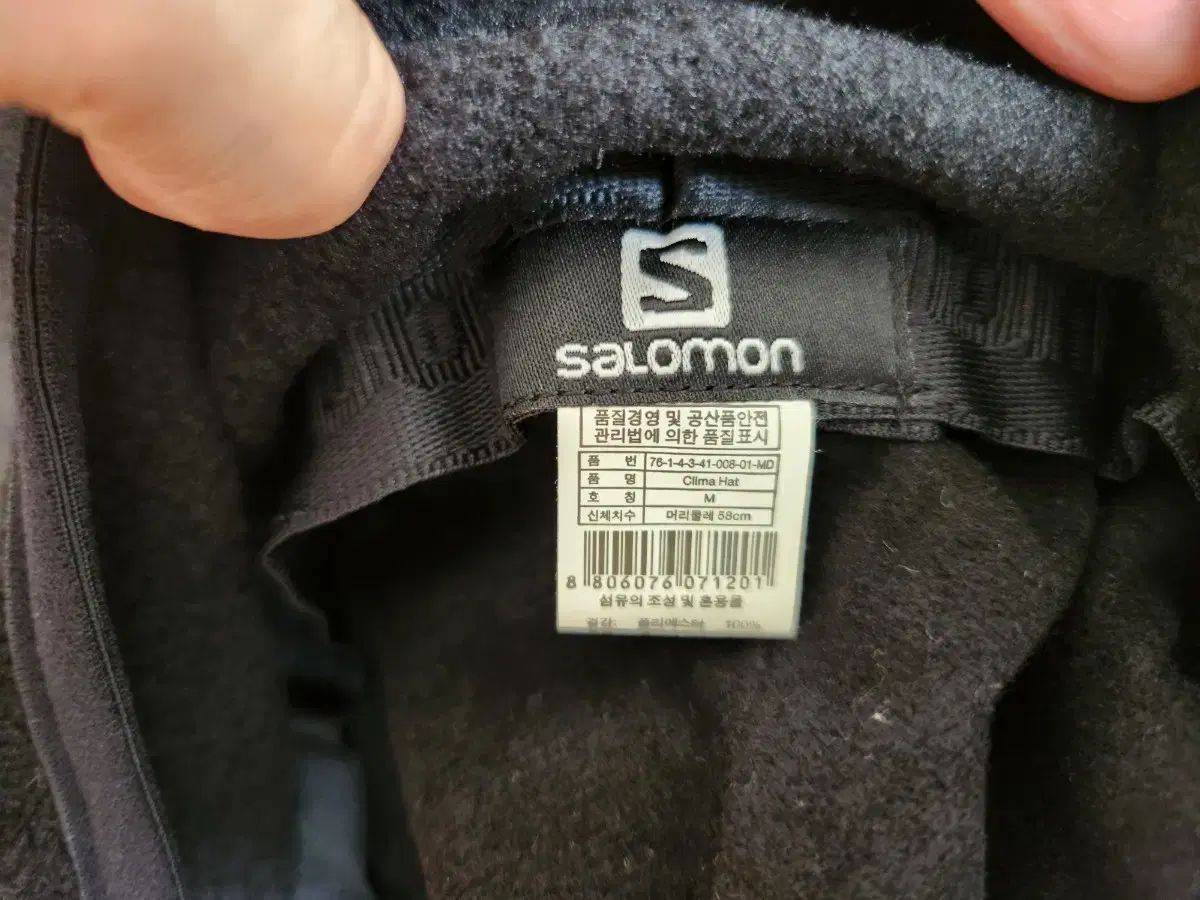 S
SALOMON
품질경영 및 공산품안전
관리법에 의한 품질표시
품 번 76-1-4-3-41-008-01-MD
품 명 Clima Hat
호 칭 M
신체치수 머리둘레 58cm
8 806076 071201
섬유의 조성 및 혼용율
겉감: 폴리에스터 100%